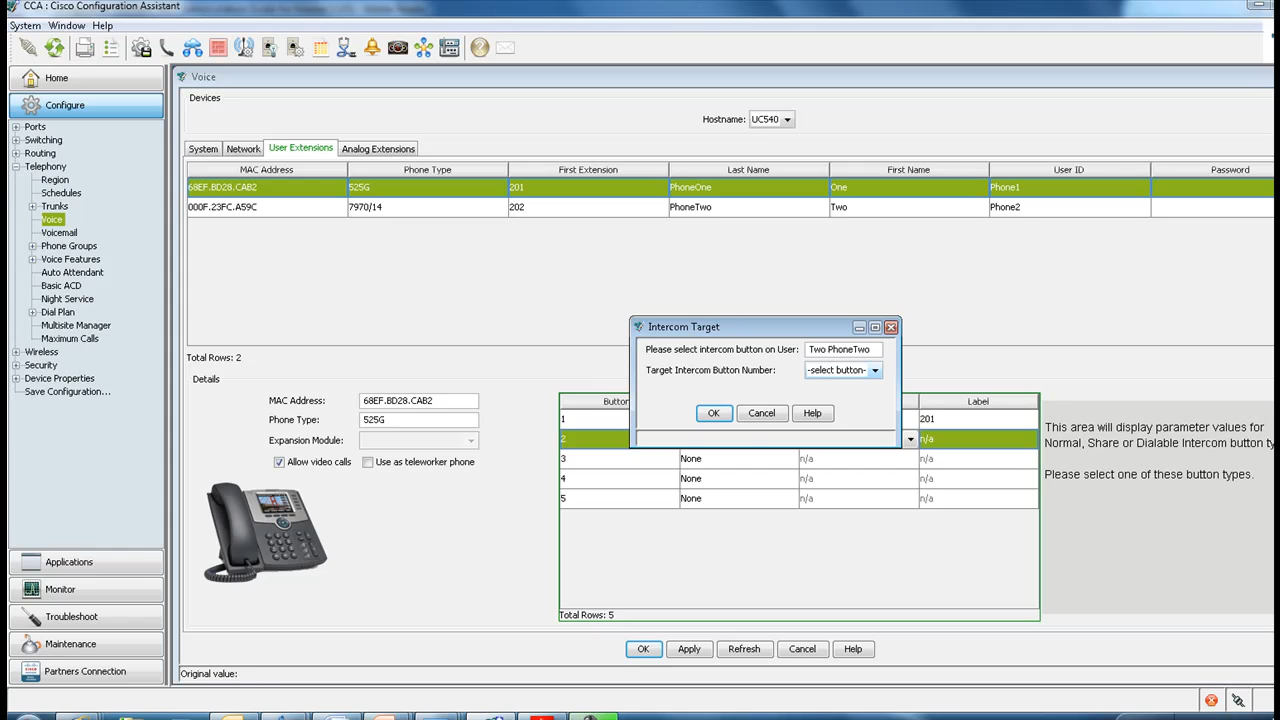 CCA : Cisco Configuration Assistant
System Window Help
Home
Configure
Ports
Switching
Routing
Telephony
Region
Schedules
Trunks
Voice
Voicemail
Phone Groups
Voice Features
Auto Attendant
Basic ACD
Night Service
Dial Plan
Multisite Manager
Maximum Calls
Wireless
Security
Device Properties
Save Configuration...
Applications
Monitor
Troubleshoot
Maintenance
Partners Connection
Voice
Devices
Hostname: UC540
System Network User Extensions Analog Extensions
MAC Address Phone Type First Extension Last Name First Name User ID Password
68EF.BD28.CAB2 525G 201 PhoneOne One Phone1
000F.23FC.A59C 7970/14 202 PhoneTwo Two Phone2
Total Rows: 2
Details
MAC Address: 68EF.BD28.CAB2
Phone Type: 525G
Expansion Module:
Allow video calls Use as teleworker phone
Intercom Target
Please select intercom button on User: Two PhoneTwo
Target Intercom Button Number: -select button-
OK Cancel Help
Button Label
1 201
2 n/a
3 None n/a n/a
4 None n/a n/a
5 None n/a n/a
Total Rows: 5
This area will display parameter values for
Normal, Share or Dialable Intercom button ty
Please select one of these button types.
OK Apply Refresh Cancel Help
Original value: